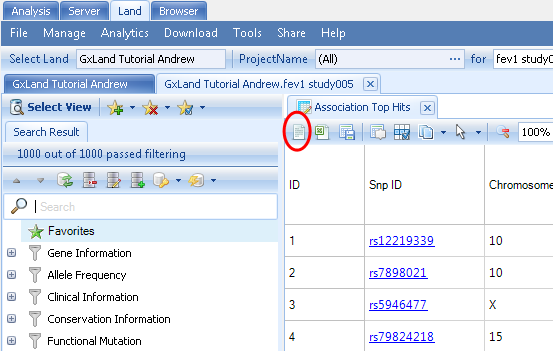 Analysis Server Land Browser
File Manage Analytics Download Tools Share Help
Select Land GxLand Tutorial Andrew ProjectName (All) ... for fev1 study005
GxLand Tutorial Andrew GxLand Tutorial Andrew.fev1 study005
Select View
Association Top Hits
Search Result
100%
1000 out of 1000 passed filtering
Search
ID Snp ID Chromosome
Favorites
Gene Information
1 rs12219339 10
Allele Frequency
2 rs7898021 10
Clinical Information
3 rs5946477 X
Conservation Information
Functional Mutation
4 rs79824218 15